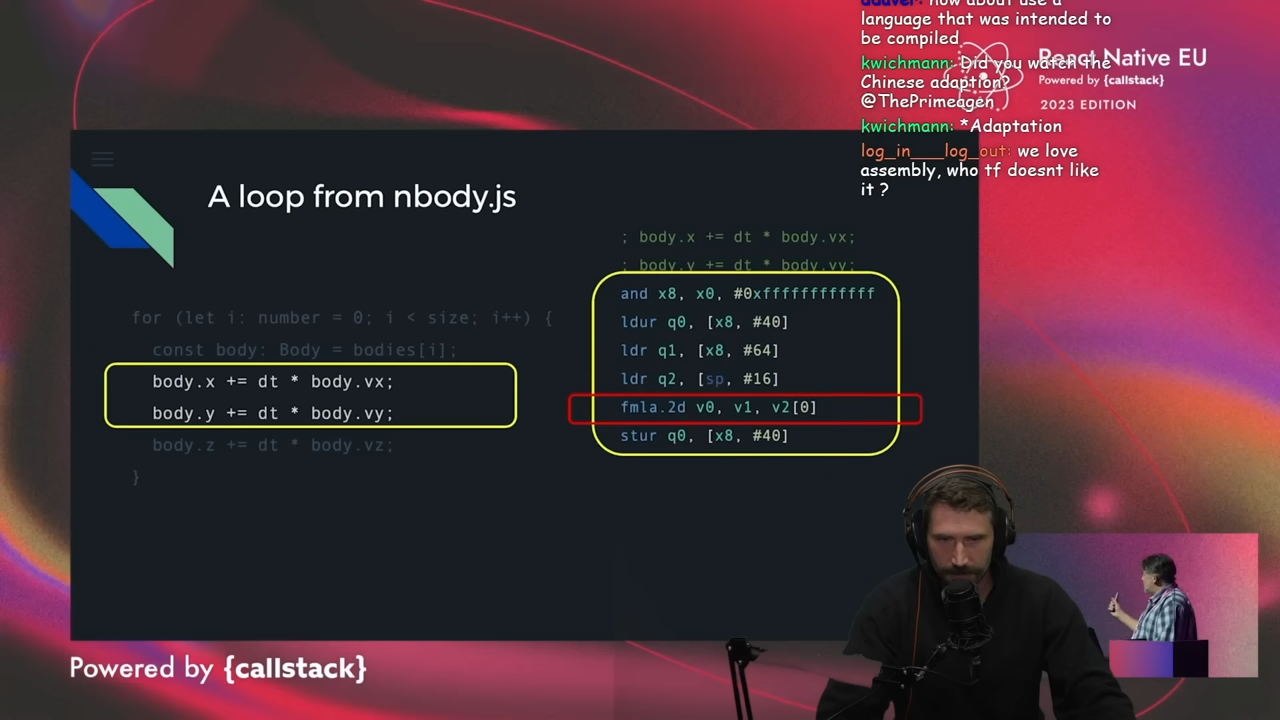 adaver: how about use a
language that was intended to
be compiled
kwichmann: Did you watch the
Chinese adaption?
@ThePrimeagen
kwichmann: *Adaptation
log_in___log_out: we love
assembly, who tf doesnt like
it ?
React Native EU
Powered by {callstack}
2023 EDITION
A loop from nbody.js
for (let i: number = 0; i < size; i++) {
const body: Body = bodies[i];
body.x += dt * body.vx;
body.y += dt * body.vy;
body.z += dt * body.vz;
}
; body.x += dt * body.vx;
; body.y += dt * body.vy;
and x8, x0, #0xffffffffffff
ldur q0, [x8, #40]
ldr q1, [x8, #64]
ldr q2, [sp, #16]
fmla.2d v0, v1, v2[0]
stur q0, [x8, #40]
Powered by {callstack}